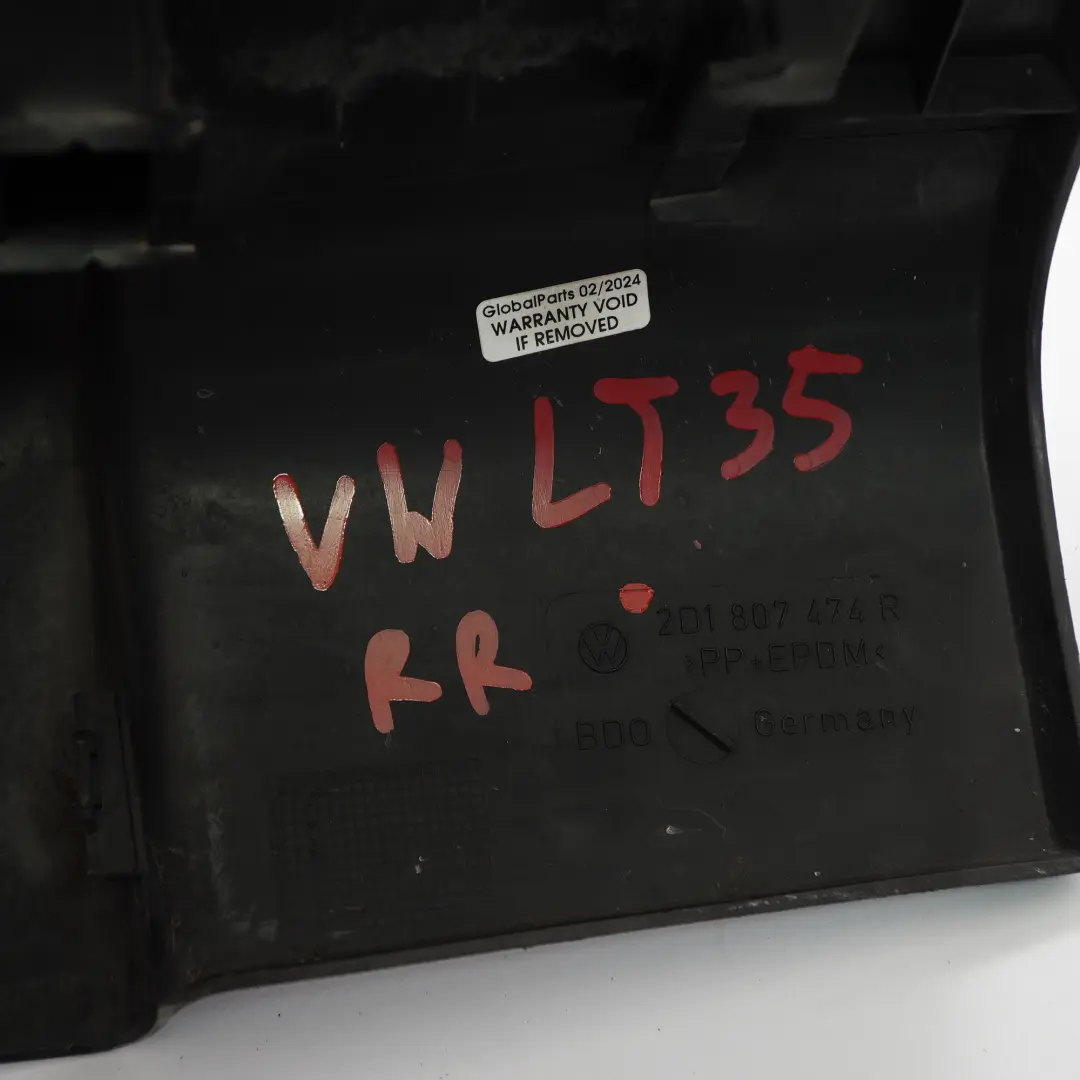 GlobalParts 02/2024
WARRANTY VOID
IF REMOVED
VW LT35
RR
2D1 807 474 R
>PP+EPDM<
BDO Germany